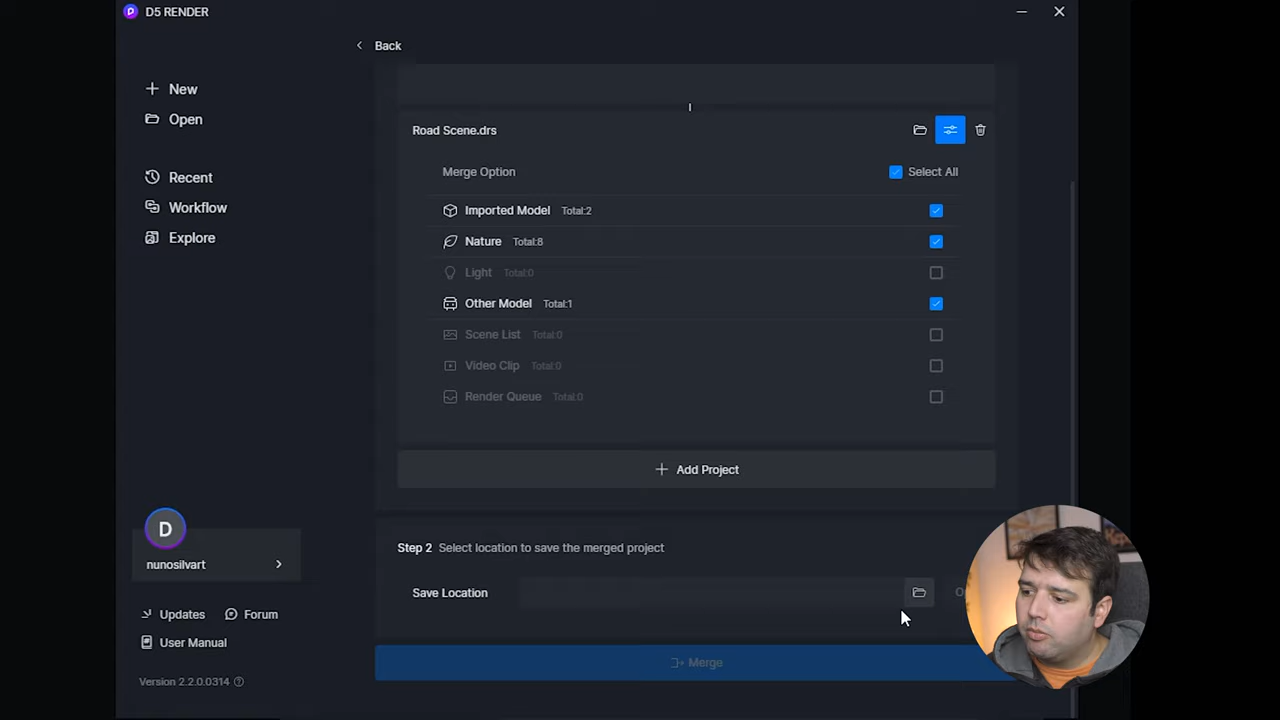 D5 RENDER
Back
New
Open
Recent
Workflow
Explore
Road Scene.drs
Merge Option
Select All
Imported Model Total:2
Nature Total:8
Light Total:0
Other Model Total:1
Scene List Total:0
Video Clip Total:0
Render Queue Total:0
Add Project
Step 2 Select location to save the merged project
Save Location
Merge
D
nunosilvart
Updates
Forum
User Manual
Version 2.2.0.0314